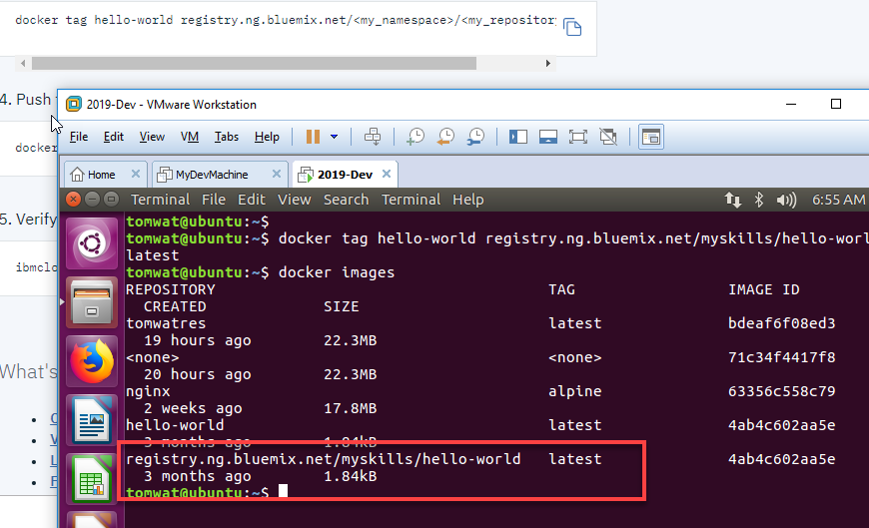 docker tag hello-world registry.ng.bluemix.net/<my_namespace>/<my_repository
4. Push
2019-Dev - VMware Workstation
File Edit View VM Tabs Help
docker
Home MyDevMachine 2019-Dev
Terminal File Edit View Search Terminal Help 6:55 AM
5. Verify
tomwat@ubuntu:~$
tomwat@ubuntu:~$ docker tag hello-world registry.ng.bluemix.net/myskills/hello-worl
latest
ibmclo
tomwat@ubuntu:~$ docker images
REPOSITORY TAG IMAGE ID
CREATED SIZE
tomwatres latest bdeaf6f08ed3
19 hours ago 22.3MB
<none> <none> 71c34f4417f8
What's
20 hours ago 22.3MB
nginx alpine 63356c558c79
2 weeks ago 17.8MB
hello-world latest 4ab4c602aa5e
3 months ago 1.84kB
registry.ng.bluemix.net/myskills/hello-world latest 4ab4c602aa5e
3 months ago 1.84kB
tomwat@ubuntu:~$